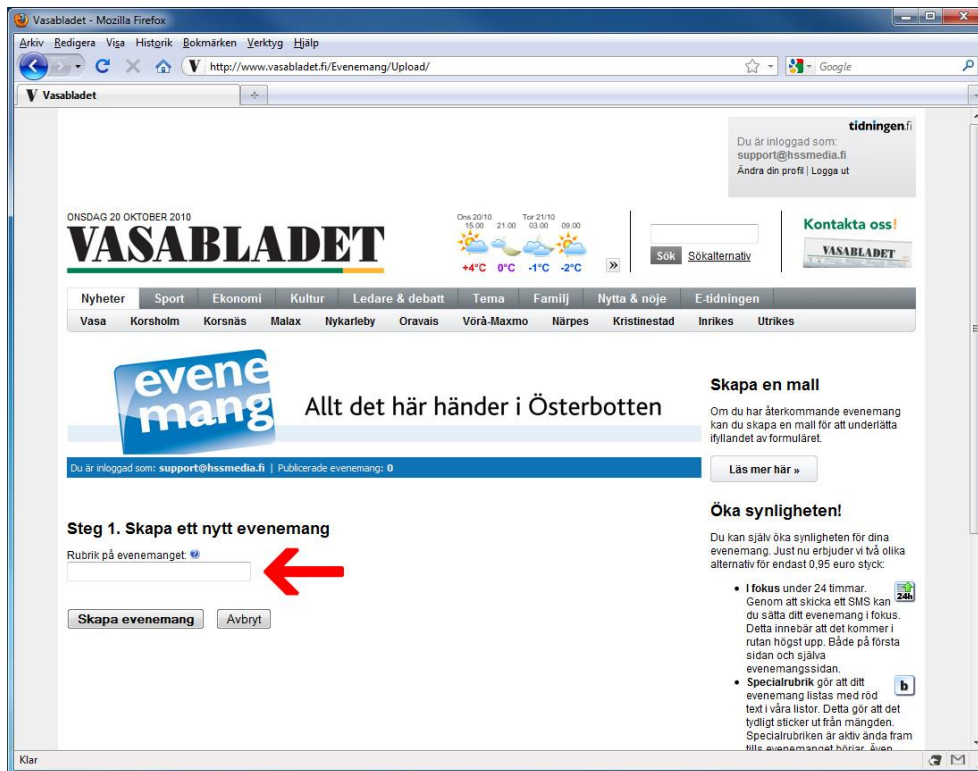 Vasabladet - Mozilla Firefox
Arkiv Redigera Visa Historik Bokmärken Verktyg Hjälp
http://www.vasabladet.fi/Evenemang/Upload/
Google
Vasabladet
tidningen.fi
Du är inloggad som:
support@hssmedia.fi
Ändra din profil | Logga ut
ONSDAG 20 OKTOBER 2010
VASABLADET
Ons 20/10 Tor 21/10
15.00 21.00 03.00 09.00
+4°C 0°C -1°C -2°C
»
Sök Sökalternativ
Kontakta oss!
VASABLADET
Nyheter Sport Ekonomi Kultur Ledare & debatt Tema Familj Nytta & nöje E-tidningen
Vasa Korsholm Korsnäs Malax Nykarleby Oravais Vörå-Maxmo Närpes Kristinestad Inrikes Utrikes
evene
mang
Allt det här händer i Österbotten
Du är inloggad som: support@hssmedia.fi | Publicerade evenemang: 0
Steg 1. Skapa ett nytt evenemang
Rubrik på evenemanget:
Skapa evenemang Avbryt
Skapa en mall
Om du har återkommande evenemang
kan du skapa en mall för att underlätta
ifyllandet av formuläret.
Läs mer här »
Öka synligheten!
Du kan själv öka synligheten för dina
evenemang. Just nu erbjuder vi två olika
alternativ för endast 0,95 euro styck:
• I fokus under 24 timmar.
Genom att skicka ett SMS kan
du sätta ditt evenemang i fokus.
Detta innebär att det kommer i
rutan högst upp. Både på första
sidan och själva
evenemangssidan.
24h
• Specialrubrik gör att ditt
evenemang listas med röd
text i våra listor. Detta gör att det
tydligt sticker ut från mängden.
Specialrubriken är aktiv ända fram
tills evenemanget börjar. Även
b
Klar